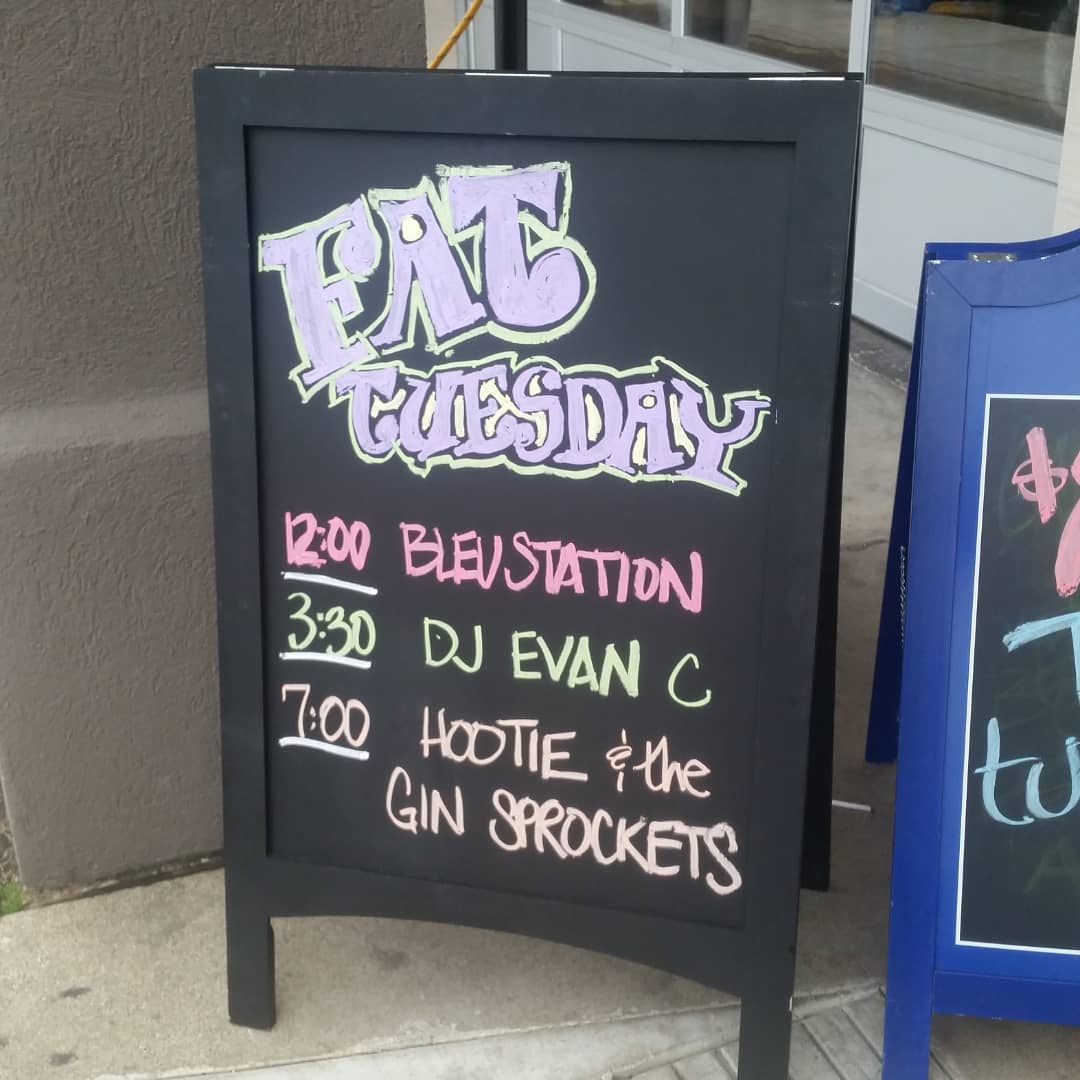 FAT
TUESDAY
12:00 BLEUSTATION
3:30 DJ EVAN C
7:00 HOOTIE & the
GIN SPROCKETS